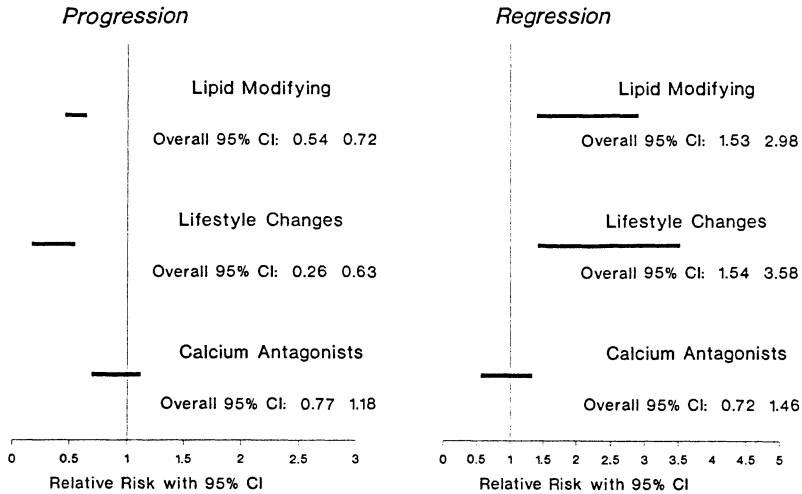 Progression
Lipid Modifying
Overall 95% CI: 0.54 0.72
Lifestyle Changes
Overall 95% CI: 0.26 0.63
Calcium Antagonists
Overall 95% CI: 0.77 1.18
0 0.5 1 1.5 2 2.5 3
Relative Risk with 95% CI
Regression
Lipid Modifying
Overall 95% CI: 1.53 2.98
Lifestyle Changes
Overall 95% CI: 1.54 3.58
Calcium Antagonists
Overall 95% CI: 0.72 1.46
0 .5 1 1.5 2 2.5 3 3.5 4 4.5 5
Relative Risk with 95% CI